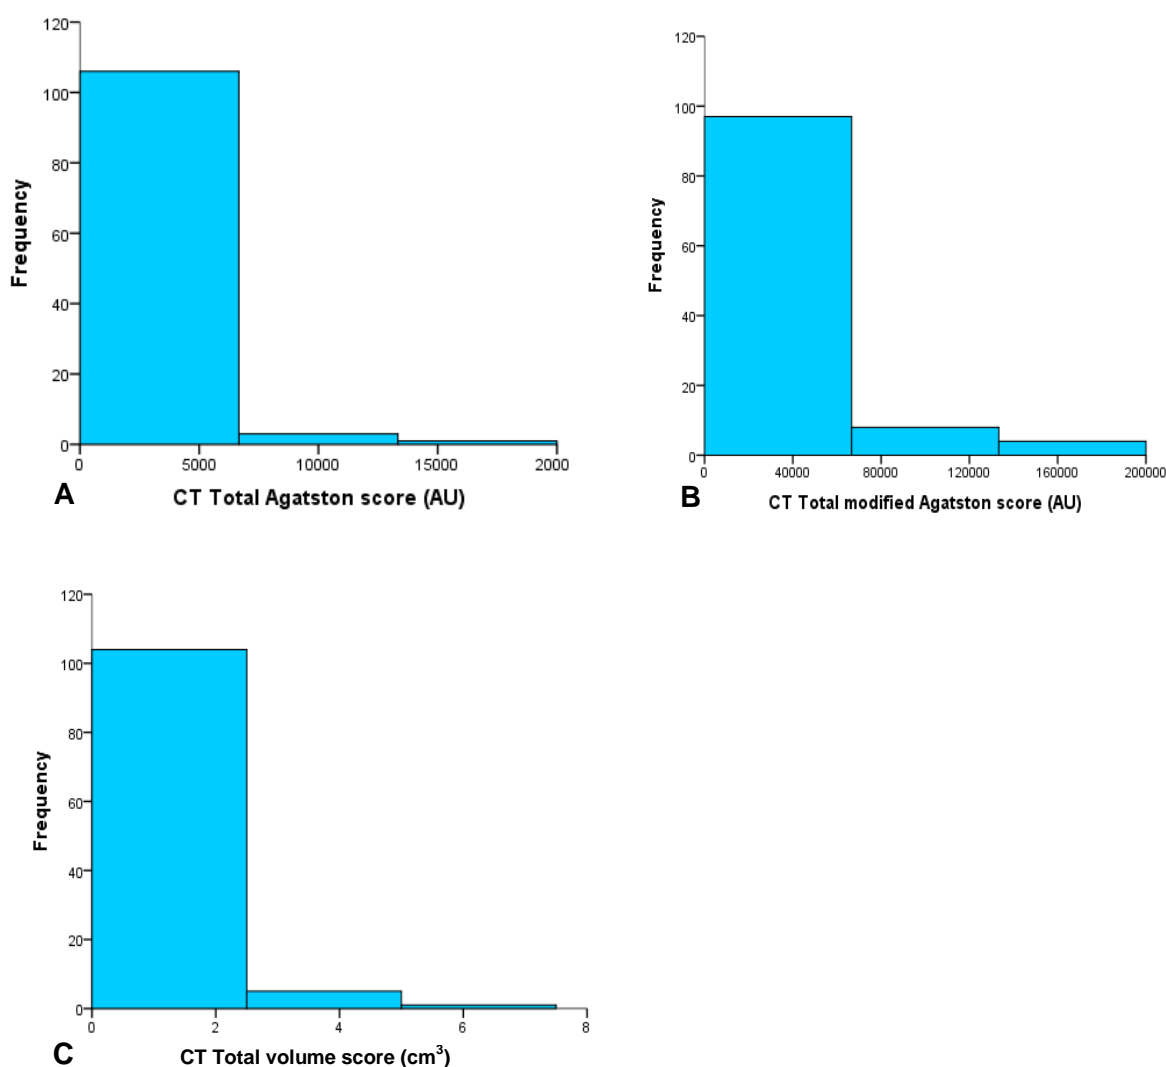 120
100
80
60
40
20
0
Frequency
0 5000 10000 15000 2000
A CT Total Agatston score (AU)
120
100
80
60
40
20
0
Frequency
0 40000 80000 120000 160000 200000
B CT Total modified Agatston score (AU)
120
100
80
60
40
20
0
Frequency
0 2 4 6 8
C CT Total volume score (cm³)